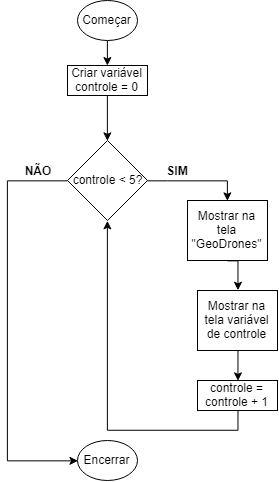 Começar
Criar variável
controle = 0
NÃO
controle < 5?
SIM
Mostrar na
tela
"GeoDrones"
Mostrar na
tela variável
de controle
controle =
controle + 1
Encerrar